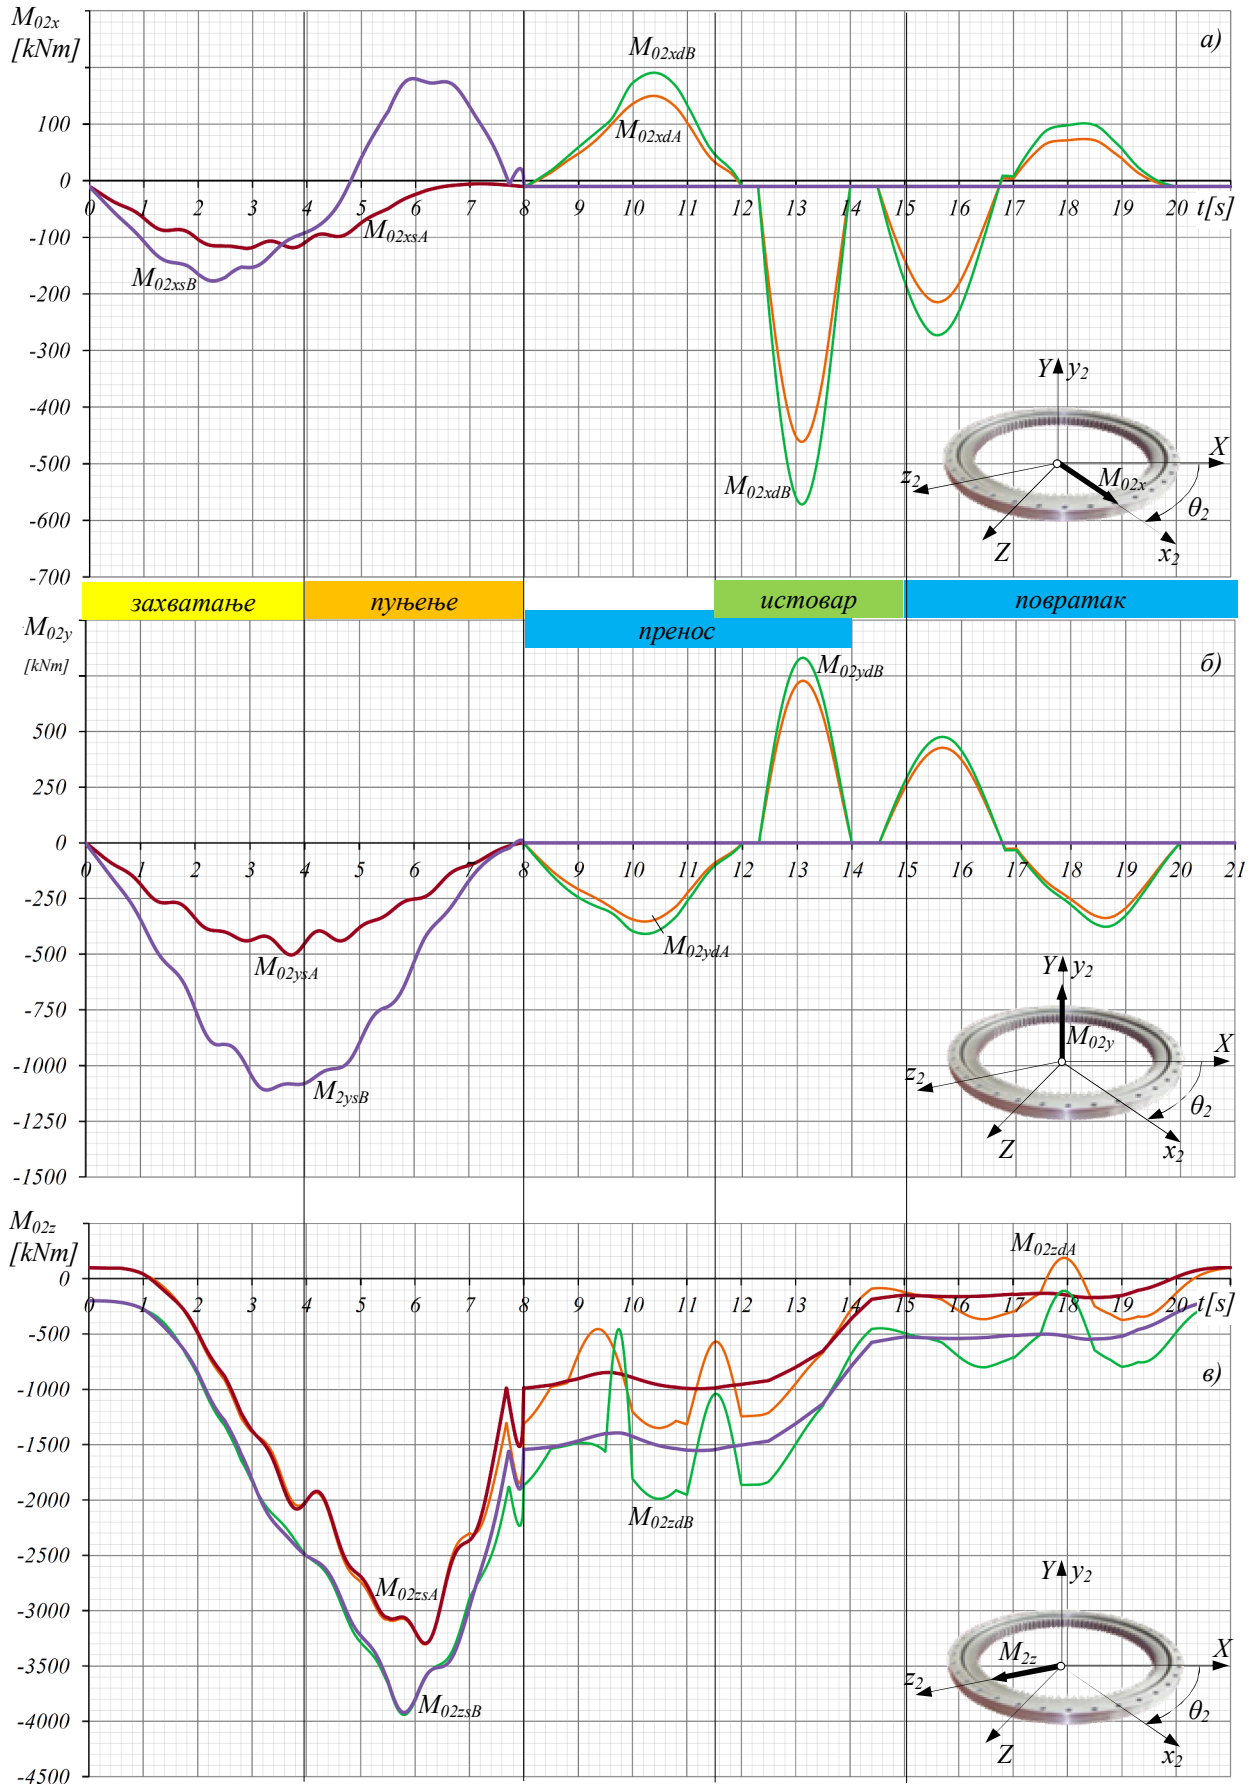 M02x
[kNm]
а)
M02xdB
100
M02xdA
0
0 1 2 3 4 5 6 7 8 9 10 11 12 13 14 15 16 17 18 19 20 t[s]
M02xsA
-100
M02xsB
-200
-300
Y y2
-400
X
-500
M02xdB
z2
M02x
θ2
-600
Z
x2
-700
захватање
пуњење
истовар
повратак
M02y
пренос
[kNm]
б)
M02ydB
500
250
0
0 1 2 3 4 5 6 7 8 9 10 11 12 13 14 15 16 17 18 19 20 21
-250
M02ydA
-500
M02ysA
Y y2
-750
M02y
X
-1000
z2
M2ysB
θ2
-1250
Z
x2
-1500
M02z
[kNm]
M02zdA
0
0 1 2 3 4 5 6 7 8 9 10 11 12 13 14 15 16 17 18 19 20 t[s]
-500
-1000
в)
-1500
M02zdB
-2000
-2500
Y y2
M02zsA
-3000
X
M2z
-3500
z2
M02zsB
θ2
-4000
Z
x2
-4500